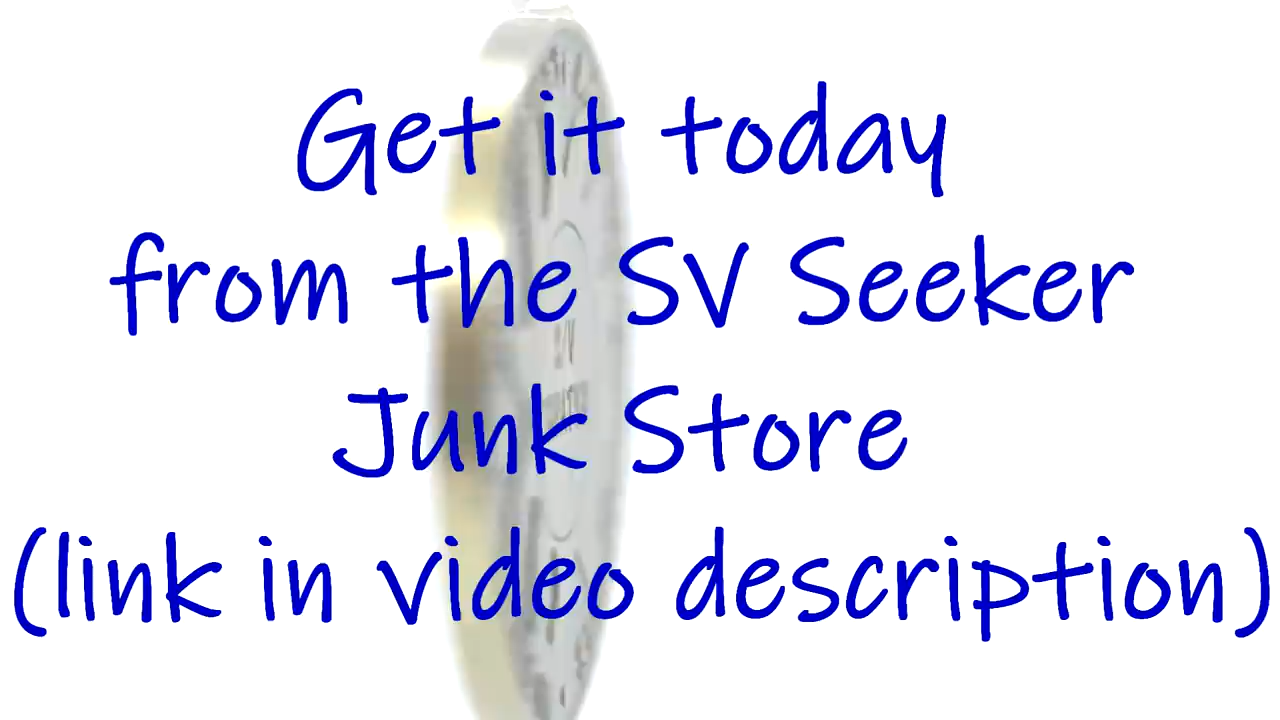 Get it today
from the SV Seeker
Junk Store
(link in video description)